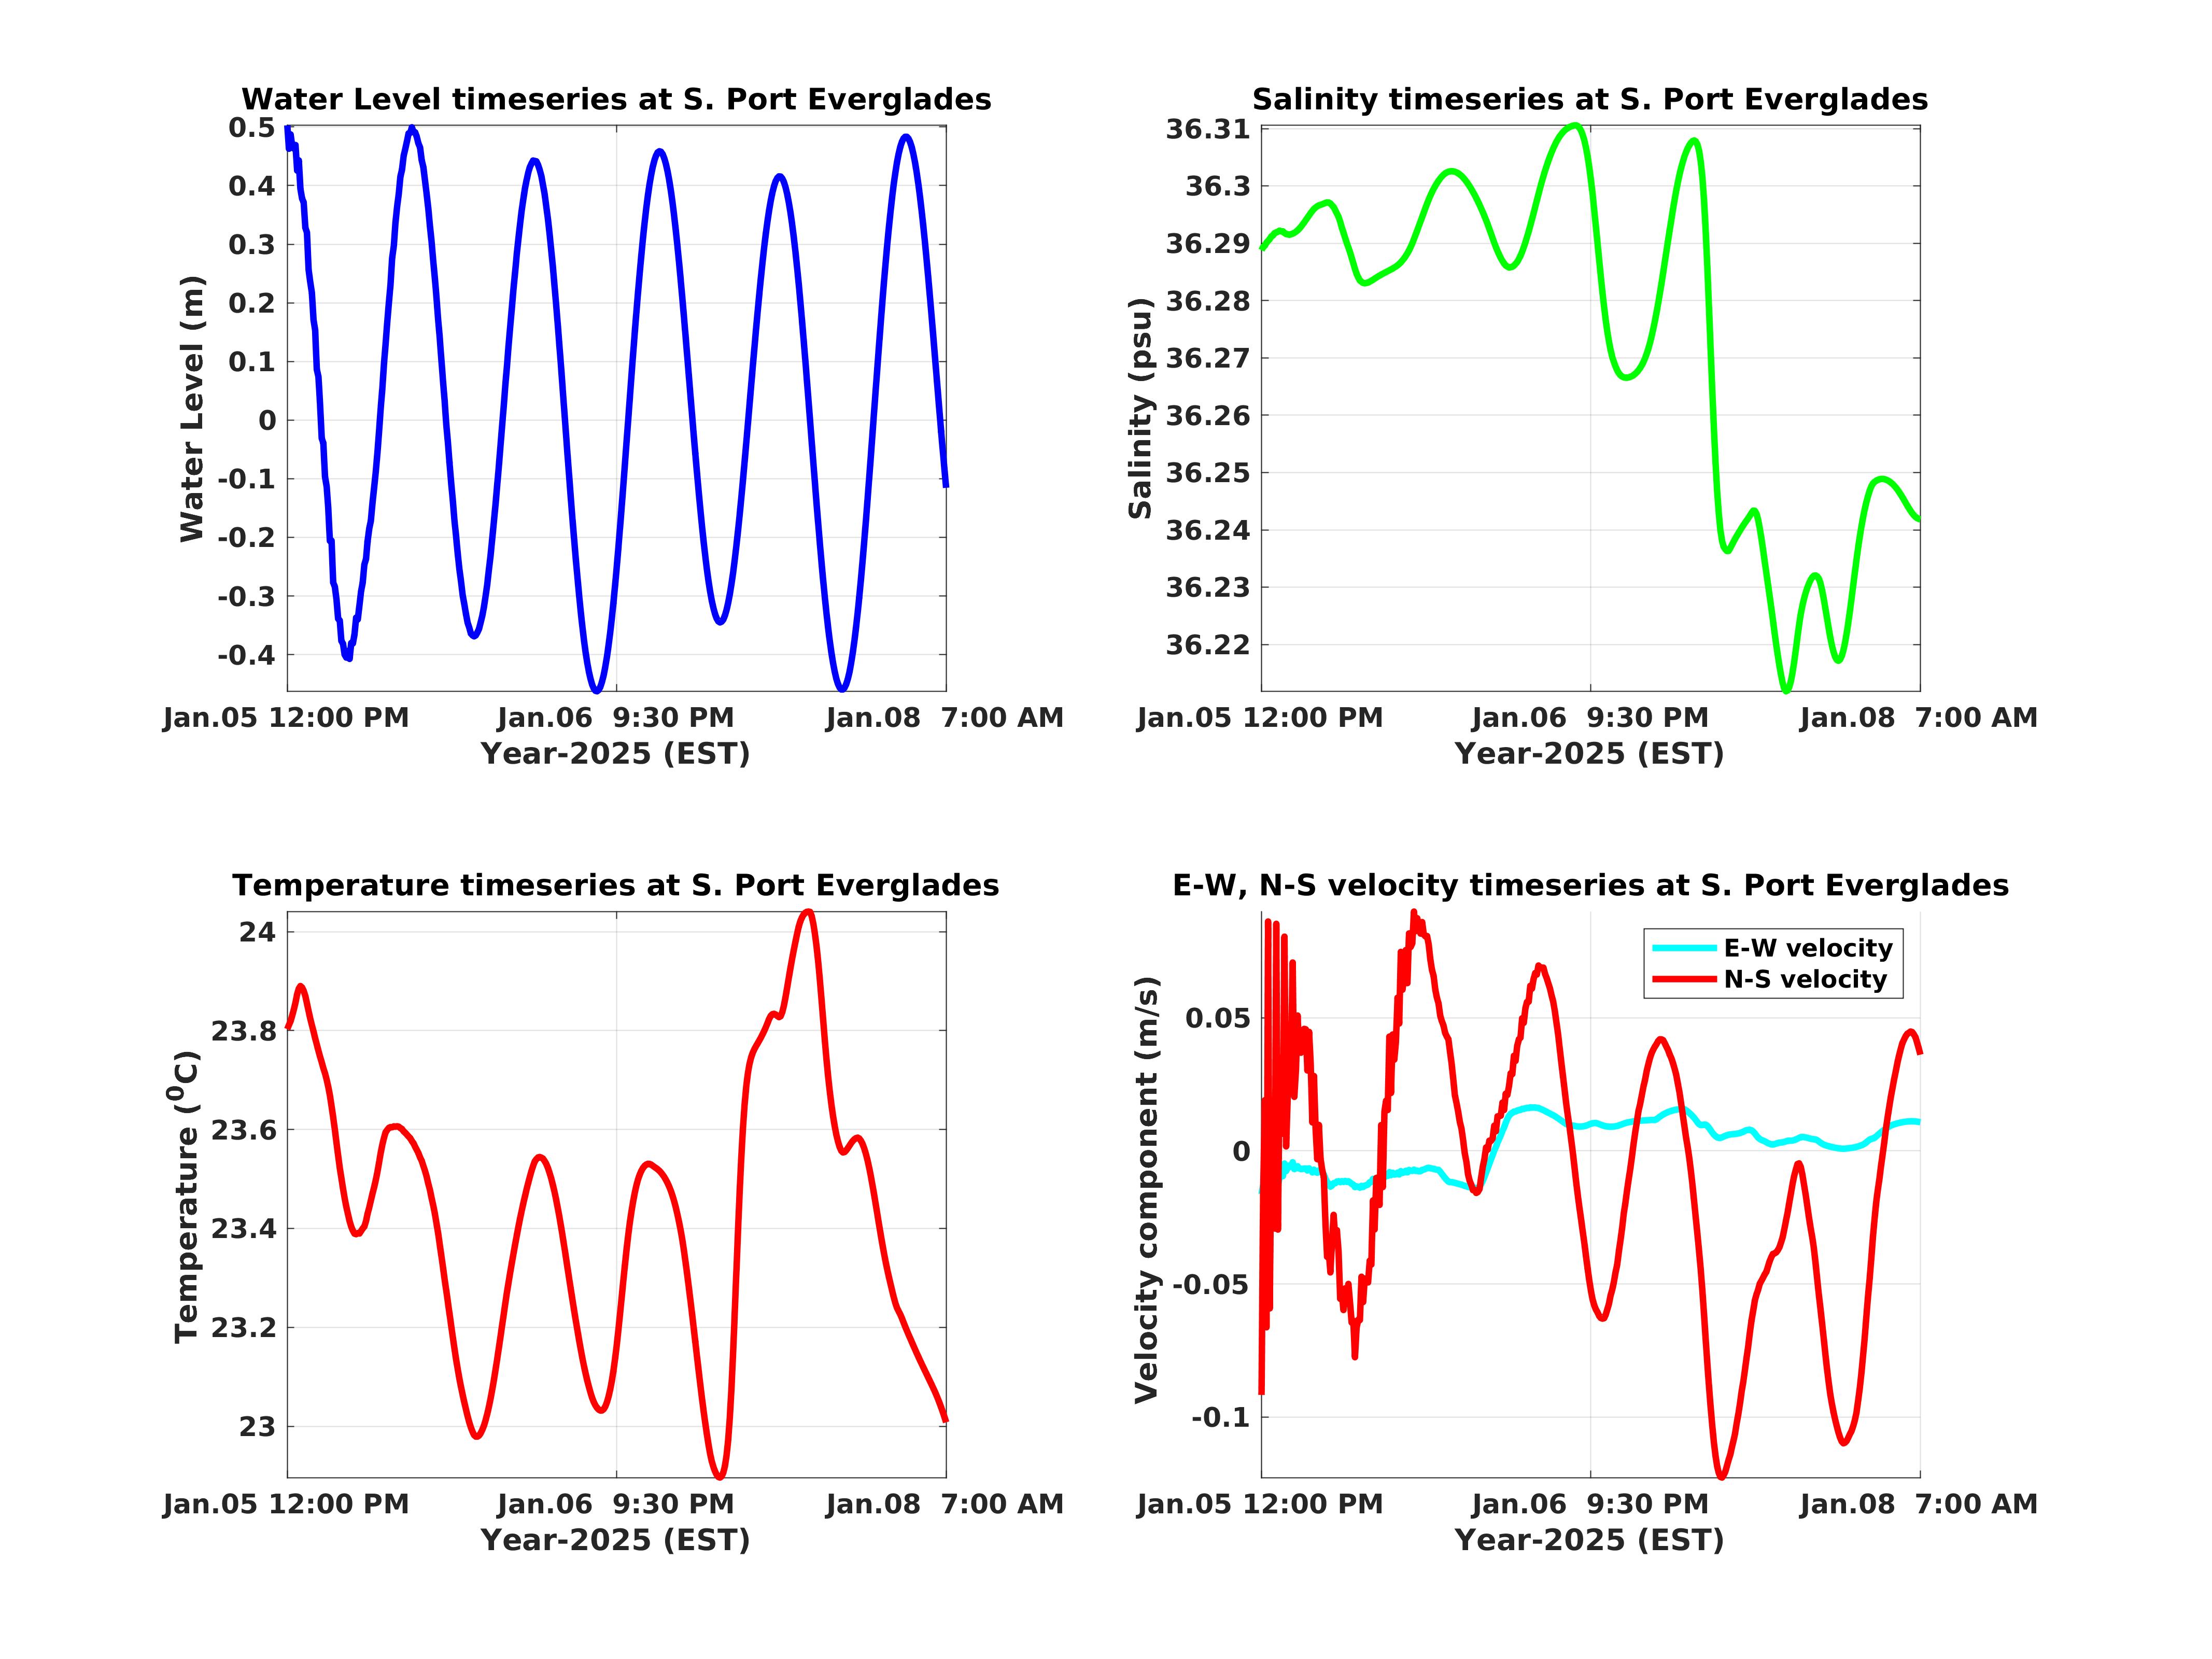 Water Level timeseries at S. Port Everglades
Water Level (m)
0.5
0.4
0.3
0.2
0.1
0
-0.1
-0.2
-0.3
-0.4
Jan.05 12:00 PM
Jan.06 9:30 PM
Jan.08 7:00 AM
Year-2025 (EST)
Salinity timeseries at S. Port Everglades
Salinity (psu)
36.31
36.3
36.29
36.28
36.27
36.26
36.25
36.24
36.23
36.22
Jan.05 12:00 PM
Jan.06 9:30 PM
Jan.08 7:00 AM
Year-2025 (EST)
Temperature timeseries at S. Port Everglades
Temperature (⁰C)
24
23.8
23.6
23.4
23.2
23
Jan.05 12:00 PM
Jan.06 9:30 PM
Jan.08 7:00 AM
Year-2025 (EST)
E-W, N-S velocity timeseries at S. Port Everglades
Velocity component (m/s)
E-W velocity
N-S velocity
0.05
0
-0.05
-0.1
Jan.05 12:00 PM
Jan.06 9:30 PM
Jan.08 7:00 AM
Year-2025 (EST)